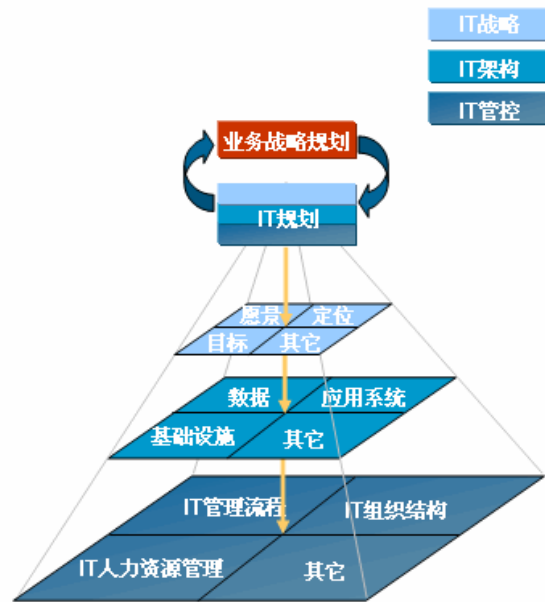 IT战略
IT架构
IT管控
业务战略规划
IT规划
愿景 定位
目标 其它
数据 应用系统
基础设施 其它
IT管理流程 IT组织结构
IT人力资源管理 其它